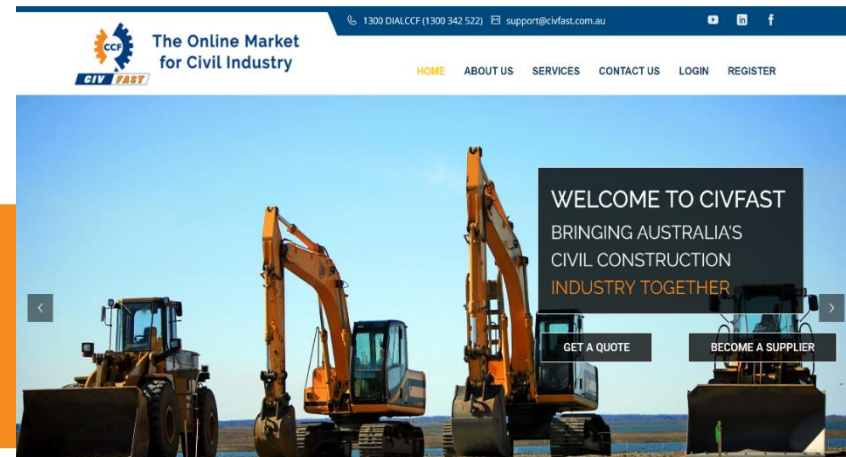 1300 DIALCCF (1300 342 522) support@civfast.com.au
CCF
CIV FAST
The Online Market
for Civil Industry
HOME ABOUT US SERVICES CONTACT US LOGIN REGISTER
WELCOME TO CIVFAST
BRINGING AUSTRALIA'S
CIVIL CONSTRUCTION
INDUSTRY TOGETHER
GET A QUOTE BECOME A SUPPLIER